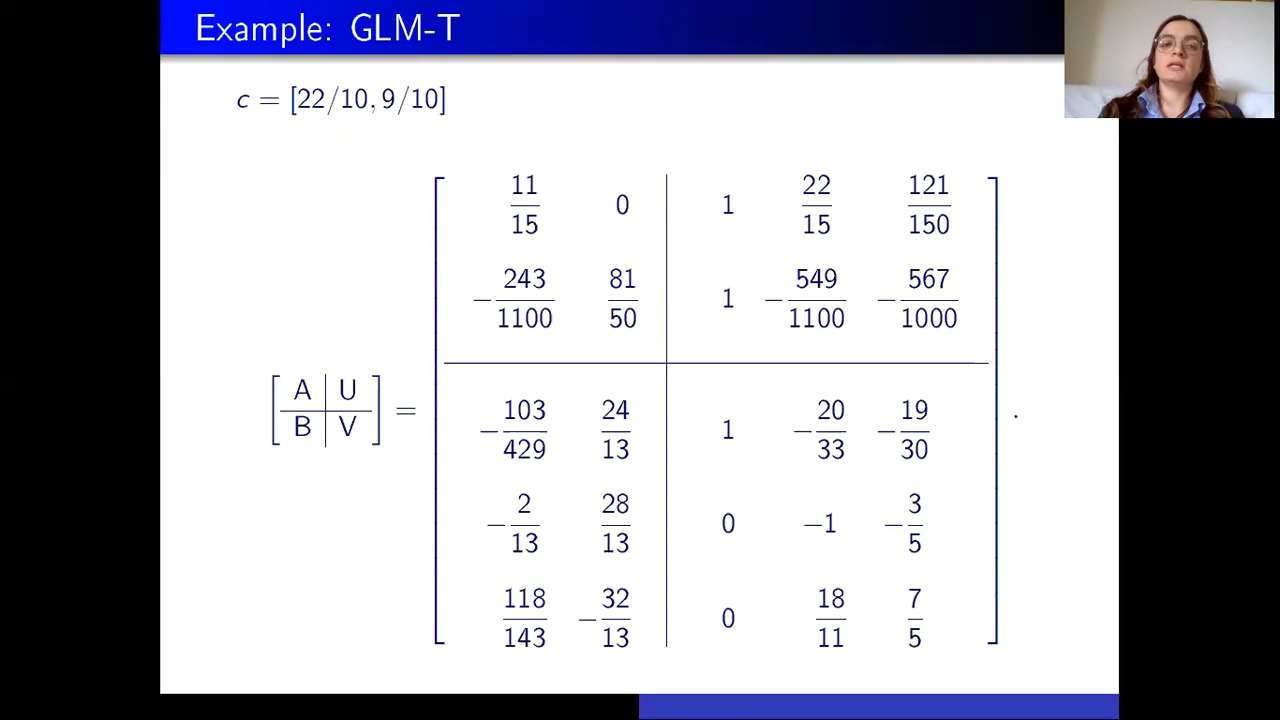 Example: GLM-T
c = [22/10, 9/10]
[ A | U ; B | V ] = [
11/15 0 | 1 22/15 121/150
−243/1100 81/50 | 1 −549/1100 −567/1000
−103/429 24/13 | 1 −20/33 −19/30
−2/13 28/13 | 0 −1 −3/5
118/143 −32/13 | 0 18/11 7/5
] .